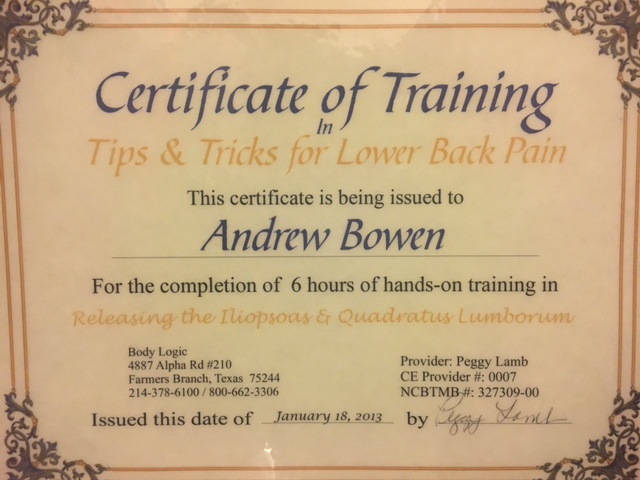 Certificate of Training
In
Tips & Tricks for Lower Back Pain
This certificate is being issued to
Andrew Bowen
For the completion of 6 hours of hands-on training in
Releasing the Iliopsoas & Quadratus Lumborum
Body Logic
4887 Alpha Rd #210
Farmers Branch, Texas 75244
214-378-6100 / 800-662-3306
Provider: Peggy Lamb
CE Provider #: 0007
NCBTMB #: 327309-00
Issued this date of January 18, 2013 by Peggy Lamb